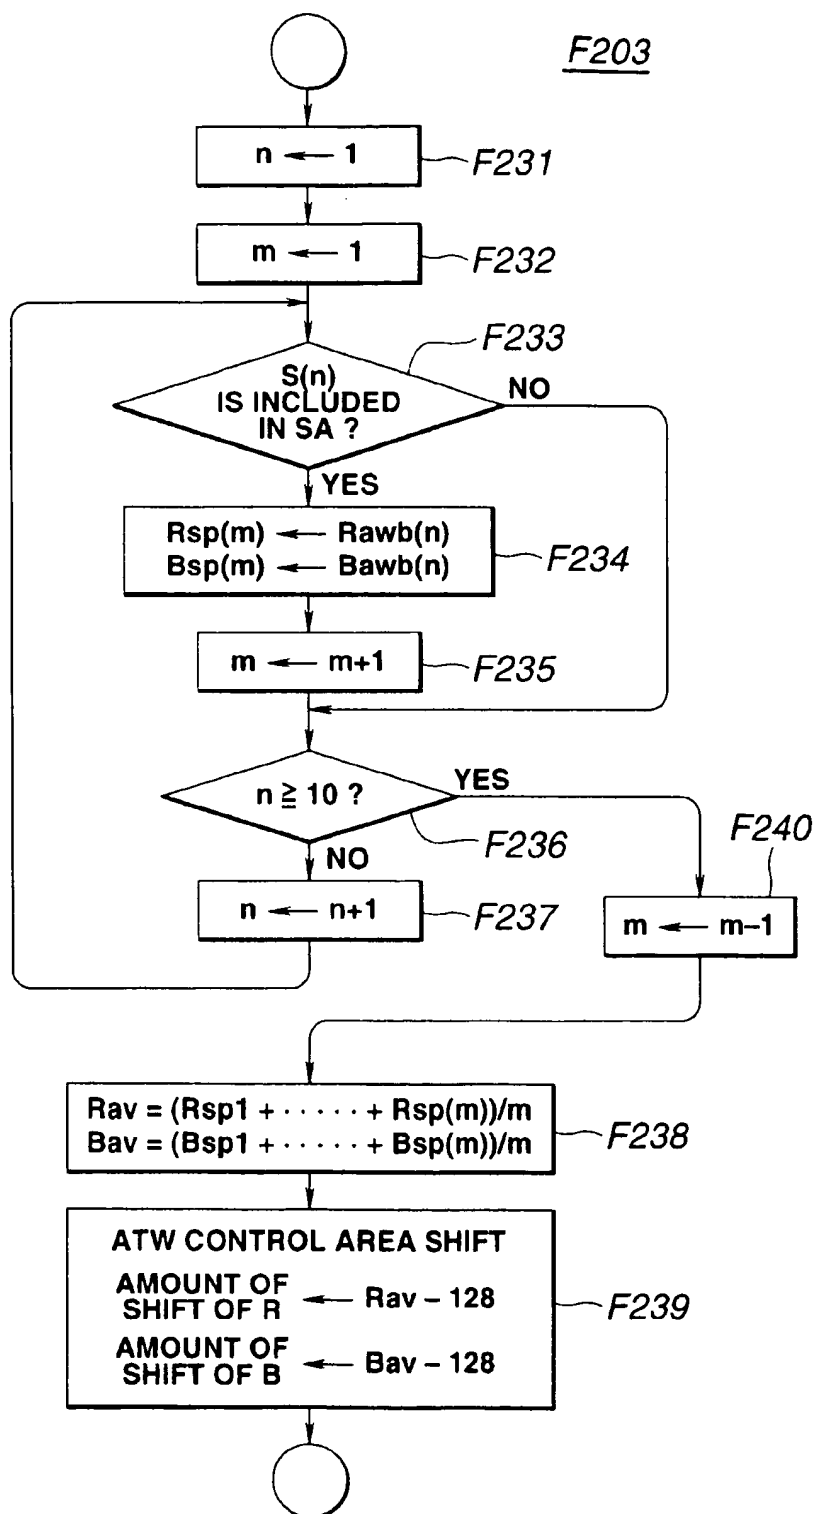 F203
n ← 1
F231
m ← 1
F232
F233
S(n)
IS INCLUDED
IN SA ?
NO
YES
Rsp(m) ← Rawb(n)
Bsp(m) ← Bawb(n)
F234
m ← m+1
F235
n ≧ 10 ?
YES
F236
NO
F240
n ← n+1
F237
m ← m−1
Rav = (Rsp1 + · · · · · + Rsp(m))/m
Bav = (Bsp1 + · · · · · + Bsp(m))/m
F238
ATW CONTROL AREA SHIFT
AMOUNT OF
SHIFT OF R ← Rav − 128
F239
AMOUNT OF
SHIFT OF B ← Bav − 128